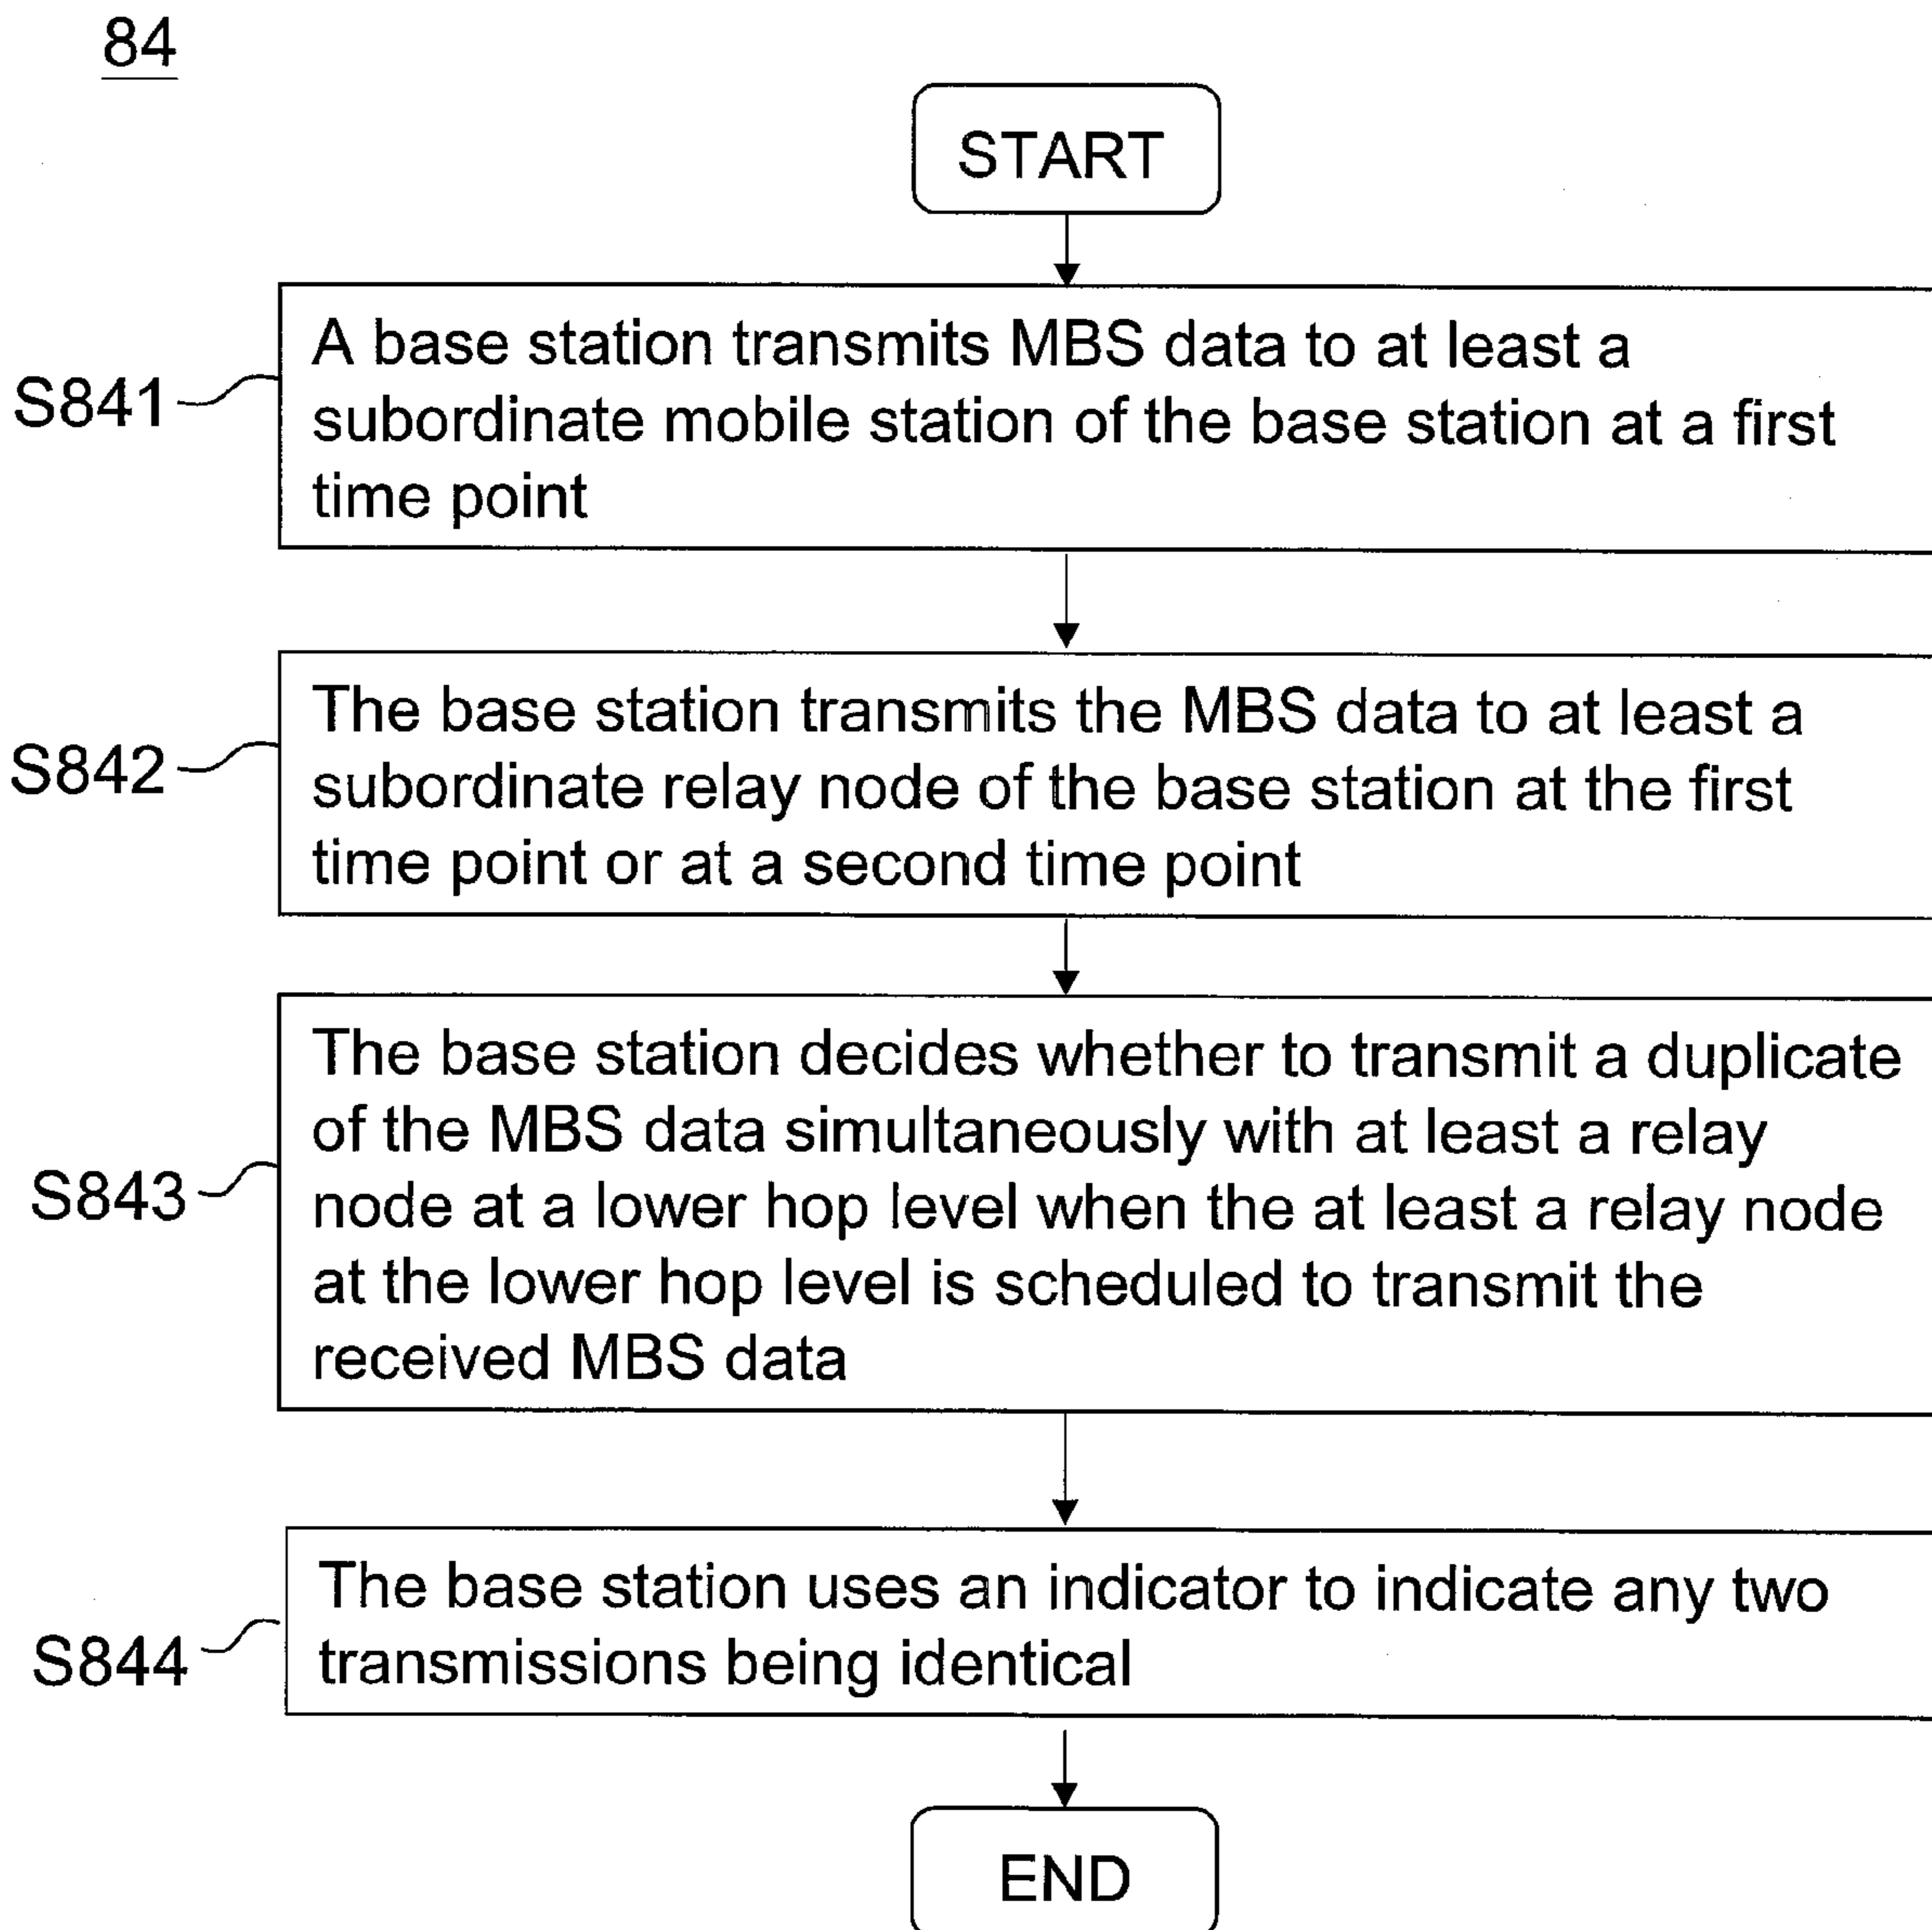 84
START
S841
A base station transmits MBS data to at least a
subordinate mobile station of the base station at a first
time point
S842
The base station transmits the MBS data to at least a
subordinate relay node of the base station at the first
time point or at a second time point
S843
The base station decides whether to transmit a duplicate
of the MBS data simultaneously with at least a relay
node at a lower hop level when the at least a relay node
at the lower hop level is scheduled to transmit the
received MBS data
S844
The base station uses an indicator to indicate any two
transmissions being identical
END